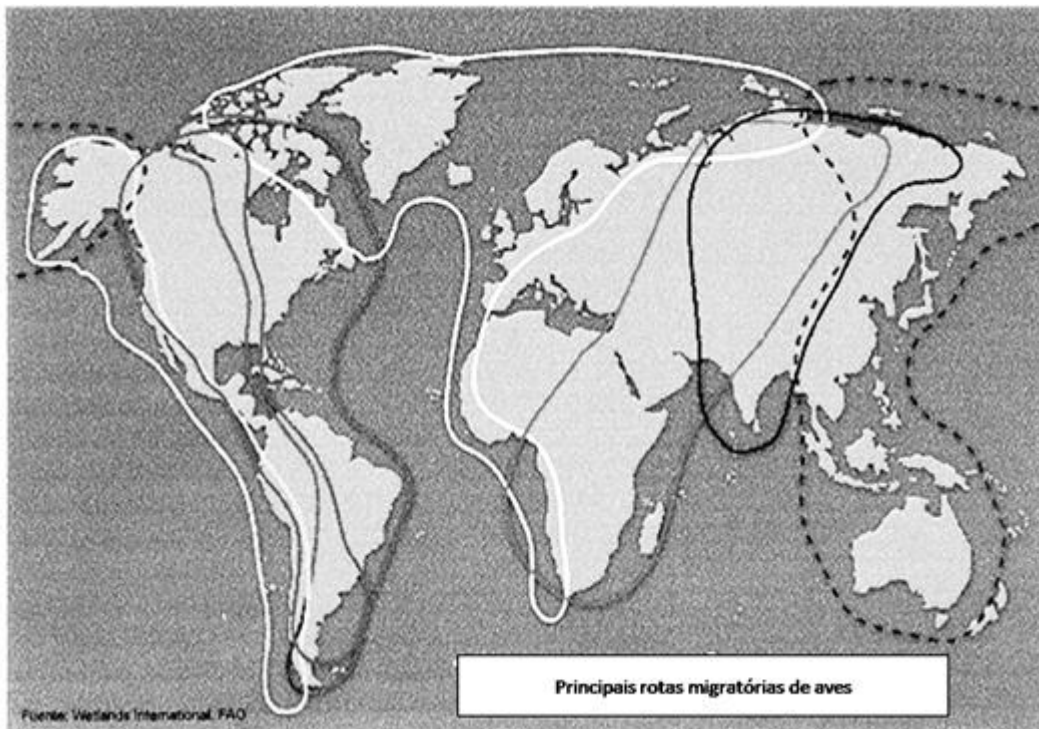 Principais rotas migratórias de aves
Fuente: Wetlands International, FAO